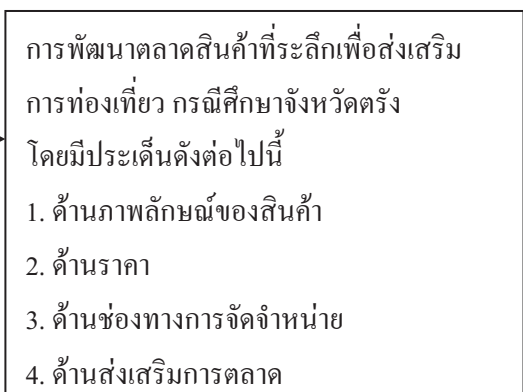 การพัฒนาตลาดสินค้าที่ระลึกเพื่อส่งเสริม
การท่องเที่ยว กรณีศึกษาจังหวัดตรัง
โดยมีประเด็นดังต่อไปนี้
1. ด้านภาพลักษณ์ของสินค้า
2. ด้านราคา
3. ด้านช่องทางการจัดจำหน่าย
4. ด้านส่งเสริมการตลาด